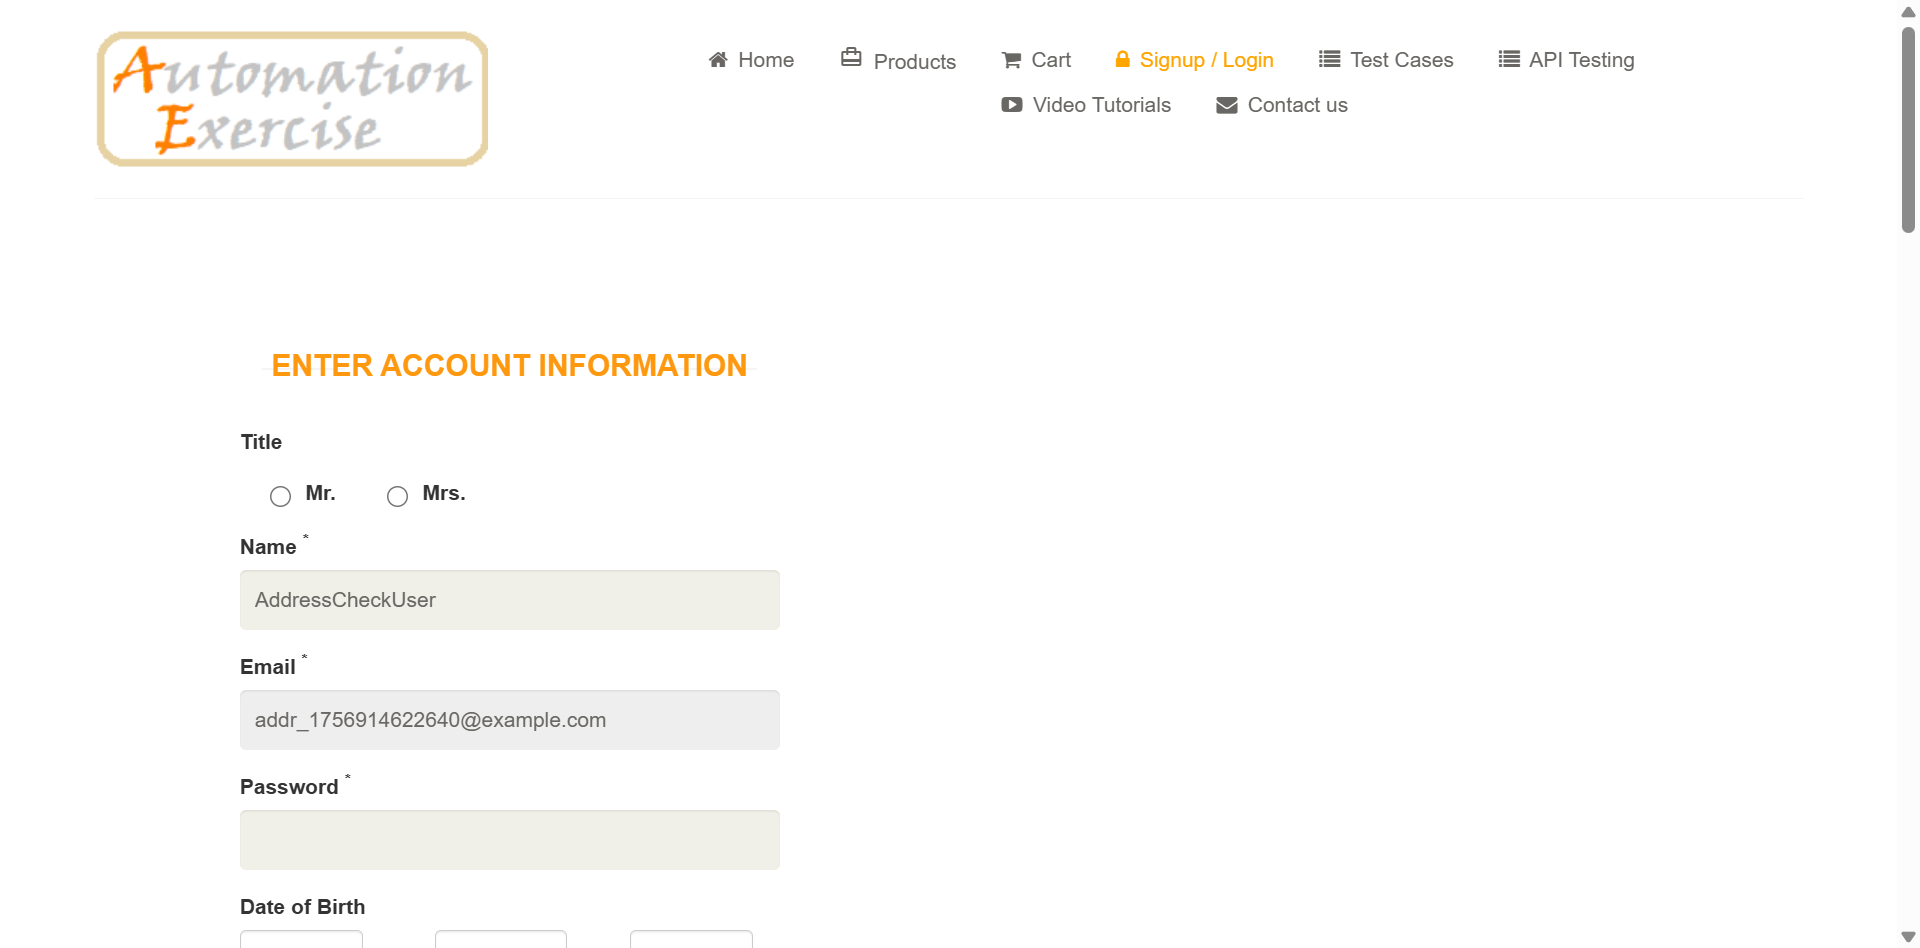 Automation
Exercise
Home Products Cart Signup / Login Test Cases API Testing
Video Tutorials Contact us
ENTER ACCOUNT INFORMATION
Title
Mr. Mrs.
Name *
AddressCheckUser
Email *
addr_1756914622640@example.com
Password *
Date of Birth